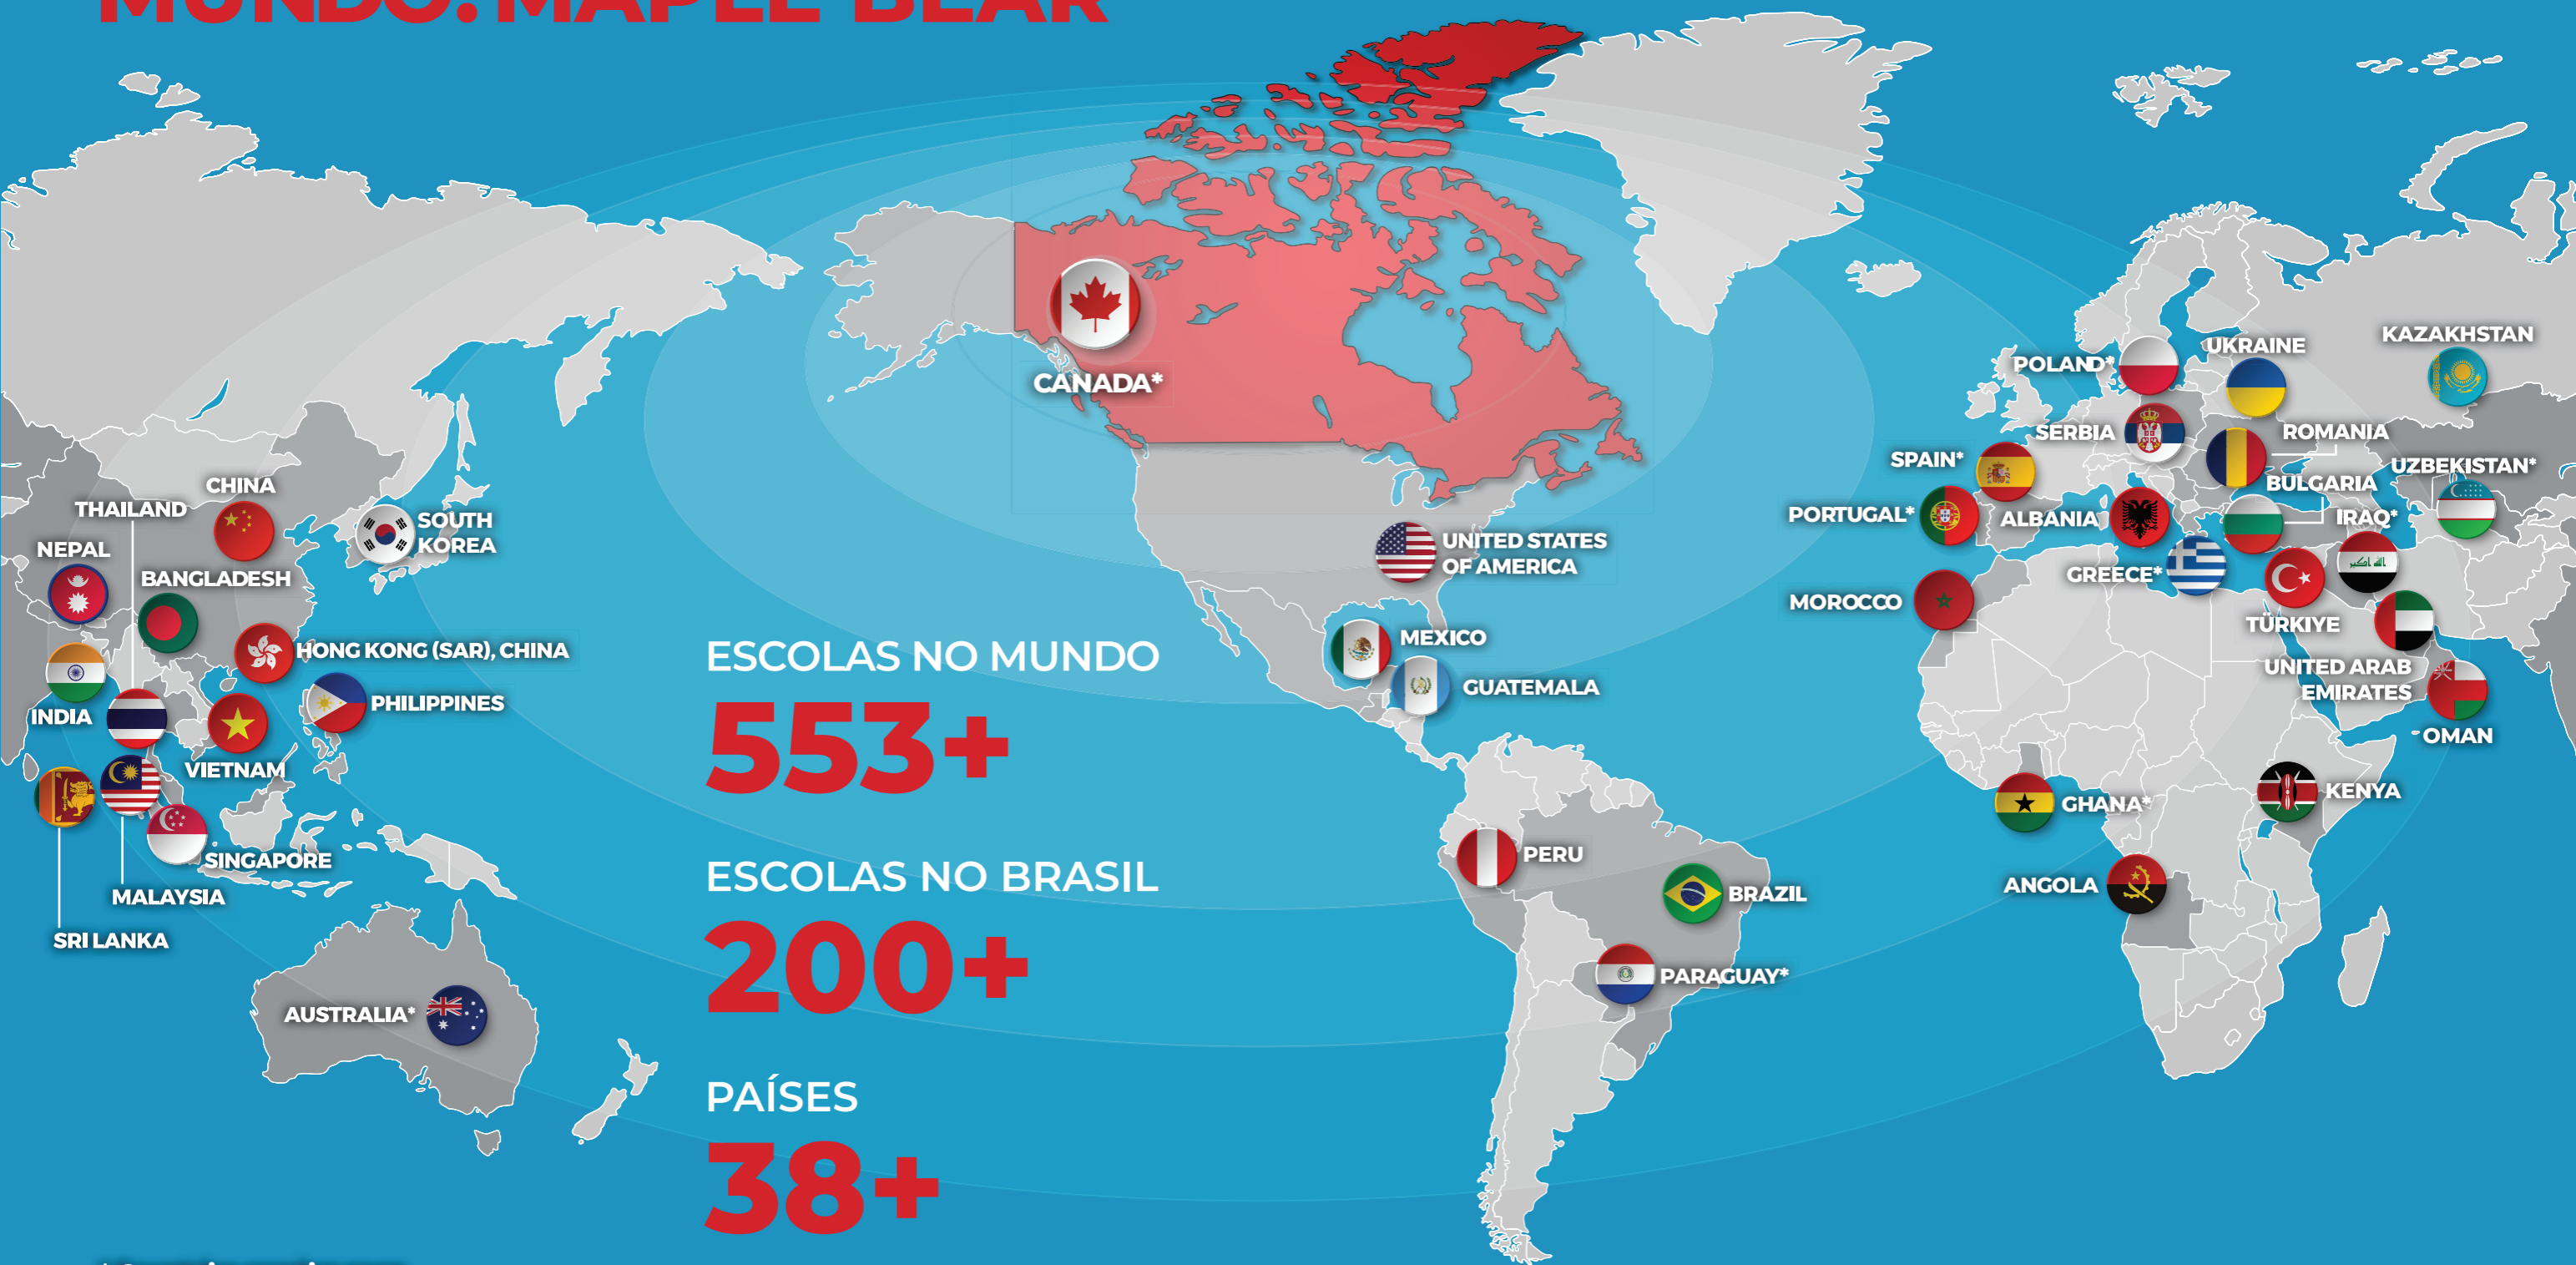 MUNDO: MAPLE BEAR
CANADA*
POLAND*
UKRAINE
KAZAKHSTAN
SERBIA
ROMANIA
SPAIN*
UZBEKISTAN*
BULGARIA
CHINA
THAILAND
SOUTH
KOREA
PORTUGAL*
ALBANIA
IRAQ*
NEPAL
UNITED STATES
OF AMERICA
BANGLADESH
GREECE*
MOROCCO
TÜRKIYE
HONG KONG (SAR), CHINA
MEXICO
ESCOLAS NO MUNDO
553+
UNITED ARAB
EMIRATES
GUATEMALA
PHILIPPINES
INDIA
OMAN
VIETNAM
KENYA
GHANA*
SINGAPORE
PERU
ESCOLAS NO BRASIL
200+
ANGOLA
BRAZIL
MALAYSIA
SRI LANKA
PARAGUAY*
AUSTRALIA*
PAÍSES
38+